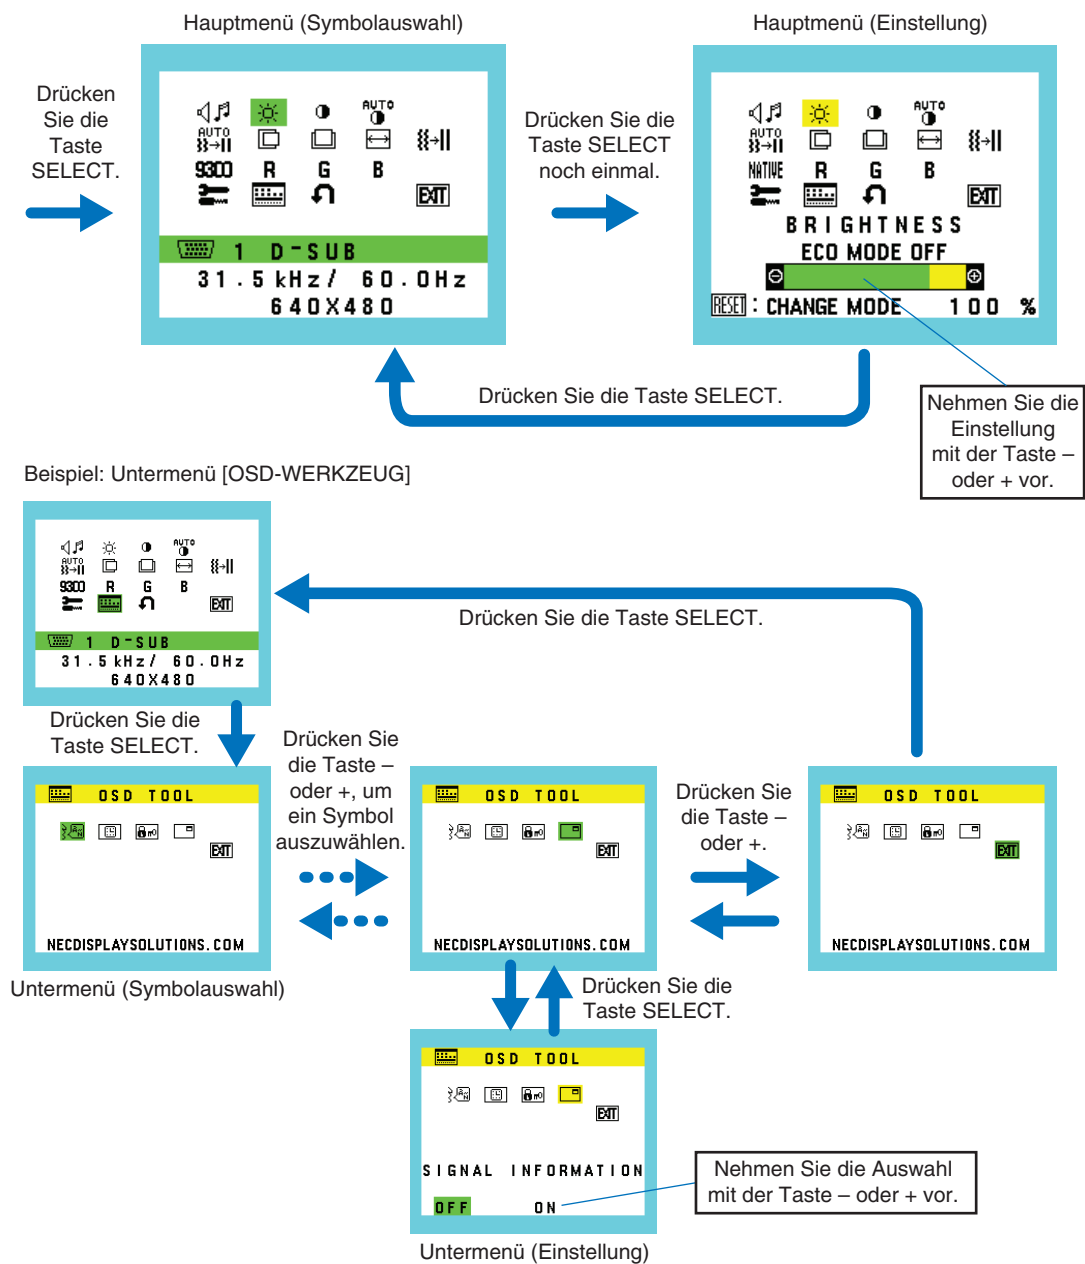 Hauptmenü (Symbolauswahl)
Hauptmenü (Einstellung)
Drücken
Sie die
Taste
SELECT.
AUTO
AUTO
9300 R G B
EXIT
1 D-SUB
31.5 kHz/ 60.0Hz
640X480
Drücken Sie die
Taste SELECT
noch einmal.
AUTO
AUTO
NATIVE R G B
EXIT
BRIGHTNESS
ECO MODE OFF
RESET : CHANGE MODE 100 %
Drücken Sie die Taste SELECT.
Nehmen Sie die
Einstellung
mit der Taste –
oder + vor.
Beispiel: Untermenü [OSD-WERKZEUG]
AUTO
AUTO
9300 R G B
EXIT
1 D-SUB
31.5 kHz/ 60.0Hz
640X480
Drücken Sie die Taste SELECT.
Drücken Sie die
Taste SELECT.
Drücken Sie
die Taste –
oder +, um
ein Symbol
auszuwählen.
Drücken Sie
die Taste –
oder +.
OSD TOOL
EXIT
NECDISPLAYSOLUTIONS.COM
OSD TOOL
EXIT
NECDISPLAYSOLUTIONS.COM
OSD TOOL
EXIT
NECDISPLAYSOLUTIONS.COM
Untermenü (Symbolauswahl)
Drücken Sie die
Taste SELECT.
OSD TOOL
EXIT
SIGNAL INFORMATION
OFF ON
Nehmen Sie die Auswahl
mit der Taste – oder + vor.
Untermenü (Einstellung)